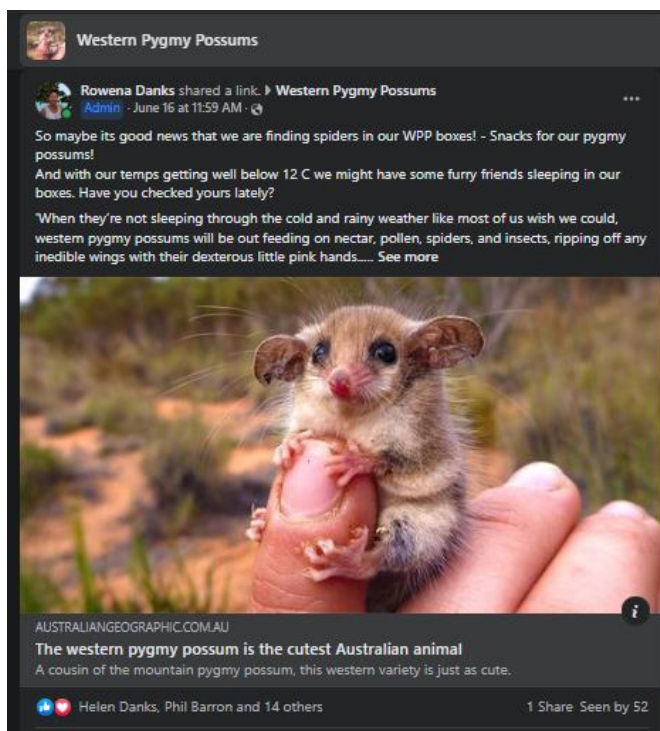 Western Pygmy Possums
Rowena Danks shared a link. ▸ Western Pygmy Possums
Admin · June 16 at 11:59 AM ·
So maybe its good news that we are finding spiders in our WPP boxes! - Snacks for our pygmy
possums!
And with our temps getting well below 12 C we might have some furry friends sleeping in our
boxes. Have you checked yours lately?
'When they're not sleeping through the cold and rainy weather like most of us wish we could,
western pygmy possums will be out feeding on nectar, pollen, spiders, and insects, ripping off any
inedible wings with their dexterous little pink hands..... See more
AUSTRALIANGEOGRAPHIC.COM.AU
The western pygmy possum is the cutest Australian animal
A cousin of the mountain pygmy possum, this western variety is just as cute.
Helen Danks, Phil Barron and 14 others
1 Share Seen by 52